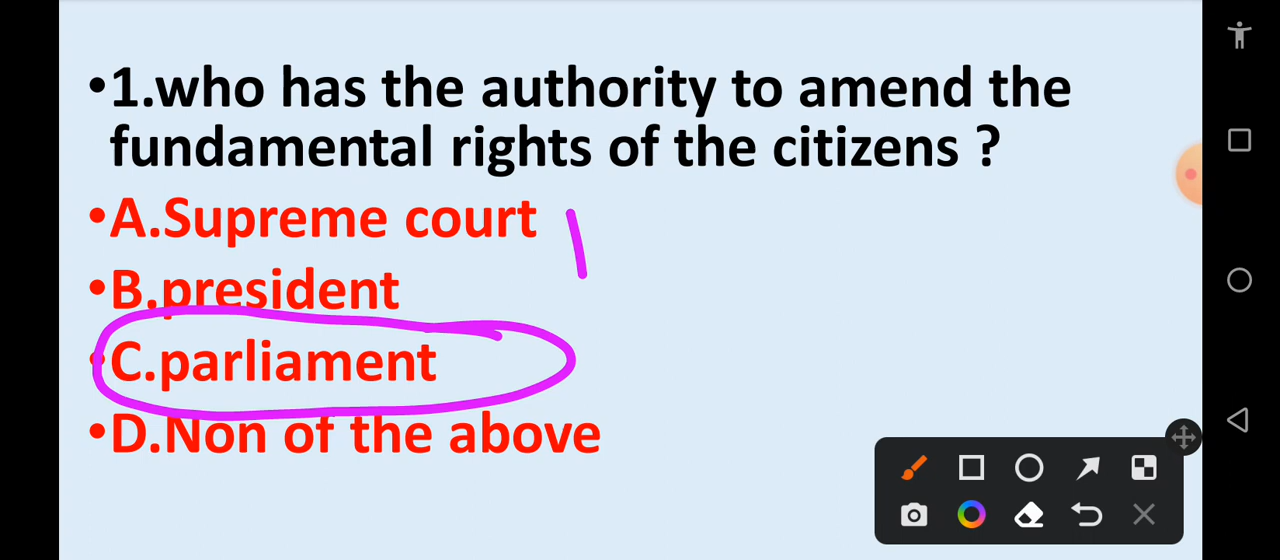 •1.who has the authority to amend the
fundamental rights of the citizens ?
•A.Supreme court
•B.president
•C.parliament
•D.Non of the above